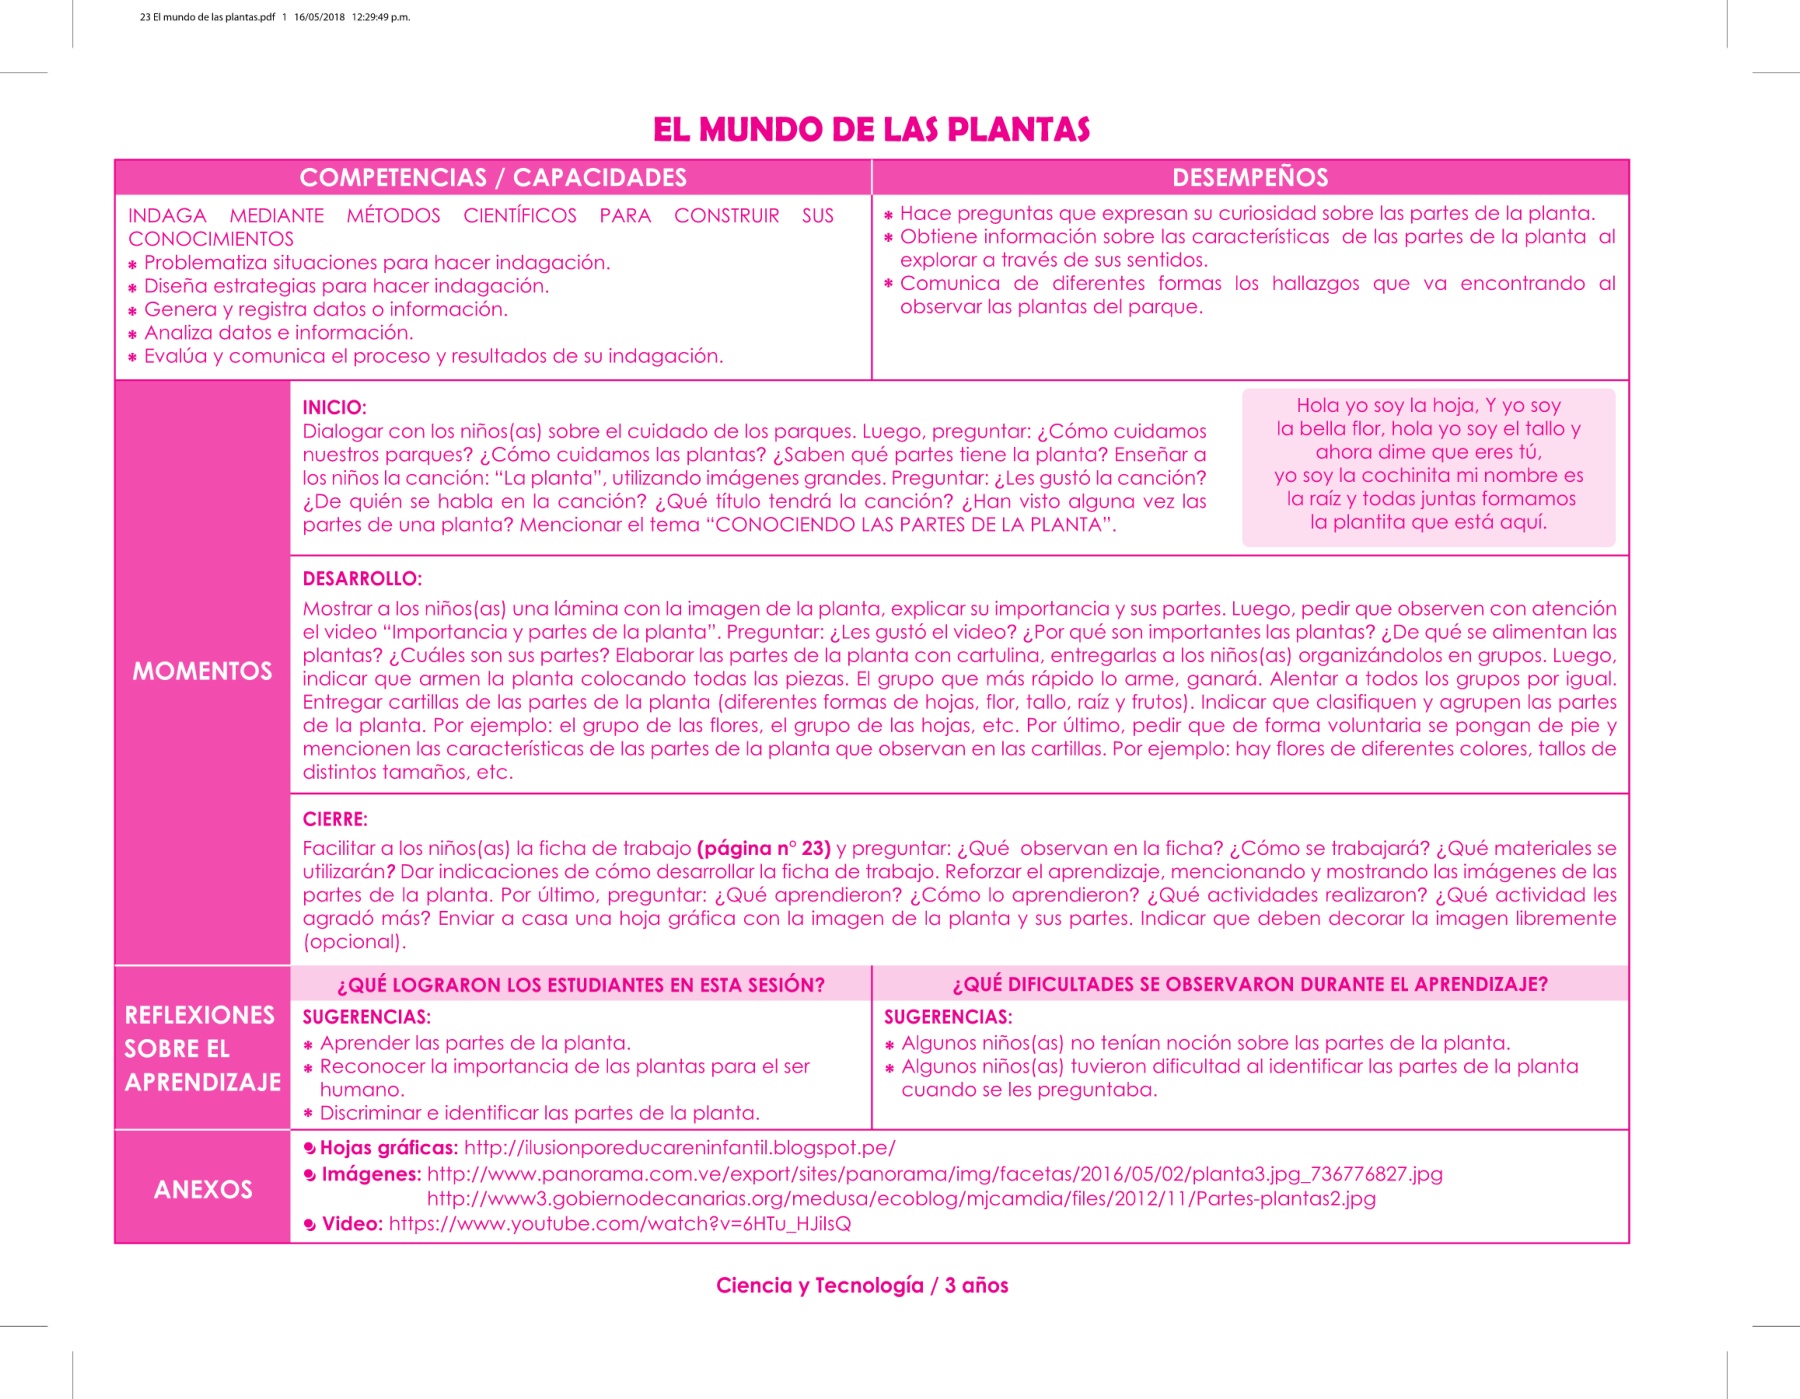 23 El mundo de las plantas.pdf 1 16/05/2018 12:29:49 p.m.
EL MUNDO DE LAS PLANTAS
COMPETENCIAS / CAPACIDADES
INDAGA MEDIANTE MÉTODOS CIENTÍFICOS PARA CONSTRUIR SUS
CONOCIMIENTOS
* Problematiza situaciones para hacer indagación.
* Diseña estrategias para hacer indagación.
* Genera y registra datos o información.
* Analiza datos e información.
* Evalúa y comunica el proceso y resultados de su indagación.
DESEMPEÑOS
* Hace preguntas que expresan su curiosidad sobre las partes de la planta.
* Obtiene información sobre las características de las partes de la planta al
explorar a través de sus sentidos.
* Comunica de diferentes formas los hallazgos que va encontrando al
observar las plantas del parque.
MOMENTOS
INICIO:
Dialogar con los niños(as) sobre el cuidado de los parques. Luego, preguntar: ¿Cómo cuidamos
nuestros parques? ¿Cómo cuidamos las plantas? ¿Saben qué partes tiene la planta? Enseñar a
los niños la canción: “La planta”, utilizando imágenes grandes. Preguntar: ¿Les gustó la canción?
¿De quién se habla en la canción? ¿Qué título tendrá la canción? ¿Han visto alguna vez las
partes de una planta? Mencionar el tema “CONOCIENDO LAS PARTES DE LA PLANTA”.
Hola yo soy la hoja, Y yo soy
la bella flor, hola yo soy el tallo y
ahora dime que eres tú,
yo soy la cochinita mi nombre es
la raíz y todas juntas formamos
la plantita que está aquí.
DESARROLLO:
Mostrar a los niños(as) una lámina con la imagen de la planta, explicar su importancia y sus partes. Luego, pedir que observen con atención
el video “Importancia y partes de la planta”. Preguntar: ¿Les gustó el video? ¿Por qué son importantes las plantas? ¿De qué se alimentan las
plantas? ¿Cuáles son sus partes? Elaborar las partes de la planta con cartulina, entregarlas a los niños(as) organizándolos en grupos. Luego,
indicar que armen la planta colocando todas las piezas. El grupo que más rápido lo arme, ganará. Alentar a todos los grupos por igual.
Entregar cartillas de las partes de la planta (diferentes formas de hojas, flor, tallo, raíz y frutos). Indicar que clasifiquen y agrupen las partes
de la planta. Por ejemplo: el grupo de las flores, el grupo de las hojas, etc. Por último, pedir que de forma voluntaria se pongan de pie y
mencionen las características de las partes de la planta que observan en las cartillas. Por ejemplo: hay flores de diferentes colores, tallos de
distintos tamaños, etc.
CIERRE:
Facilitar a los niños(as) la ficha de trabajo (página n° 23) y preguntar: ¿Qué observan en la ficha? ¿Cómo se trabajará? ¿Qué materiales se
utilizarán? Dar indicaciones de cómo desarrollar la ficha de trabajo. Reforzar el aprendizaje, mencionando y mostrando las imágenes de las
partes de la planta. Por último, preguntar: ¿Qué aprendieron? ¿Cómo lo aprendieron? ¿Qué actividades realizaron? ¿Qué actividad les
agradó más? Enviar a casa una hoja gráfica con la imagen de la planta y sus partes. Indicar que deben decorar la imagen libremente
(opcional).
REFLEXIONES
SOBRE EL
APRENDIZAJE
¿QUÉ LOGRARON LOS ESTUDIANTES EN ESTA SESIÓN?
SUGERENCIAS:
* Aprender las partes de la planta.
* Reconocer la importancia de las plantas para el ser
humano.
* Discriminar e identificar las partes de la planta.
¿QUÉ DIFICULTADES SE OBSERVARON DURANTE EL APRENDIZAJE?
SUGERENCIAS:
* Algunos niños(as) no tenían noción sobre las partes de la planta.
* Algunos niños(as) tuvieron dificultad al identificar las partes de la planta
cuando se les preguntaba.
ANEXOS
Hojas gráficas: http://ilusionporeducareninfantil.blogspot.pe/
Imágenes: http://www.panorama.com.ve/export/sites/panorama/img/facetas/2016/05/02/planta3.jpg_736776827.jpg
http://www3.gobiernodecanarias.org/medusa/ecoblog/mjcamdia/files/2012/11/Partes-plantas2.jpg
Video: https://www.youtube.com/watch?v=6HTu_HJiIsQ
Ciencia y Tecnología / 3 años